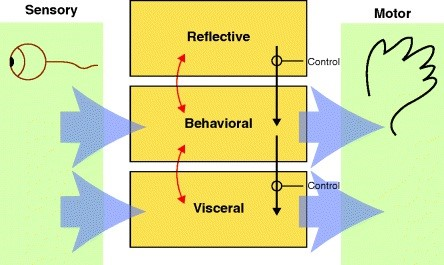 Sensory
Motor
Reflective
Control
Behavioral
Control
Visceral